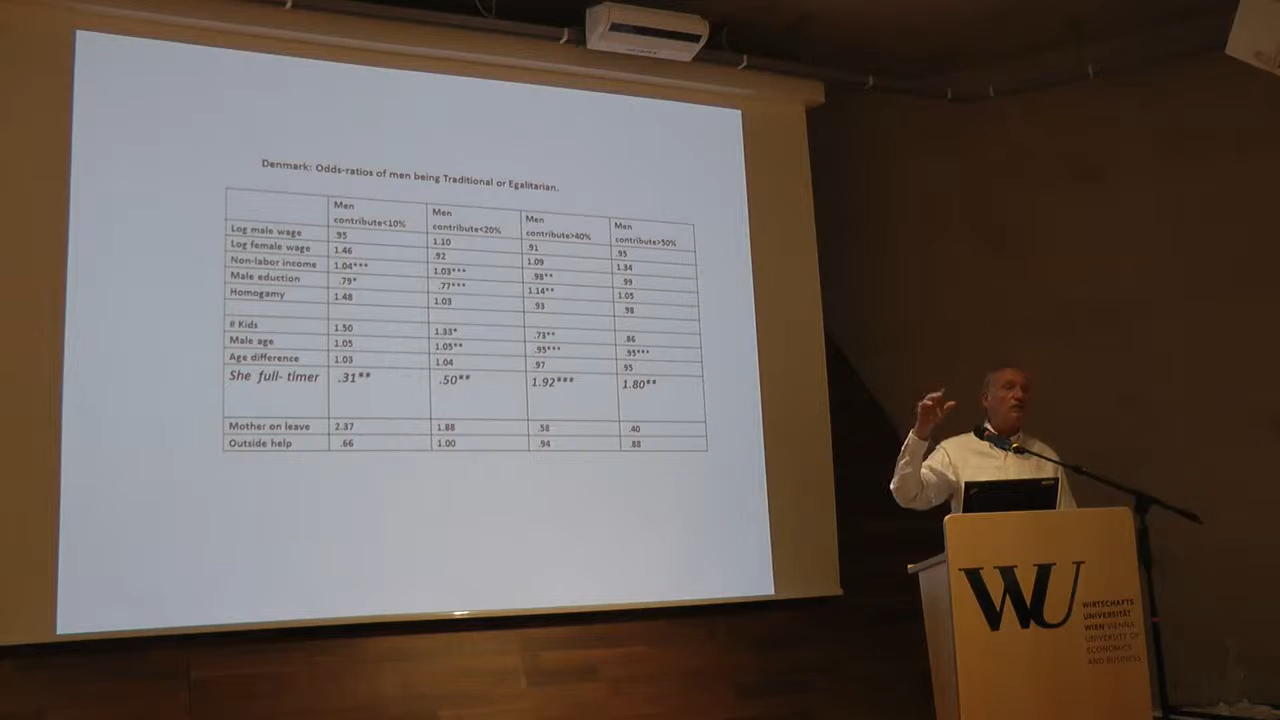 Denmark: Odds-ratios of men being Traditional or Egalitarian.
Men contribute<10% Men contribute<20% Men contribute>40% Men contribute>50%
Log male wage .95 1.10 .91 .95
Log female wage 1.46 .92 1.09 1.34
Non-labor income 1.04*** 1.03*** .98** .99
Male eduction .79* .77*** 1.14** 1.05
Homogamy 1.48 1.03 .93 .98
# Kids 1.50 1.33* .73** .86
Male age 1.05 1.05** .95*** .95***
Age difference 1.03 1.04 .97 .95
She full- timer .31** .50** 1.92*** 1.80**
Mother on leave 2.37 1.88 .58 .40
Outside help .66 1.00 .94 .88
WU
WIRTSCHAFTS
UNIVERSITÄT
WIEN VIENNA
UNIVERSITY OF
ECONOMICS
AND BUSINESS